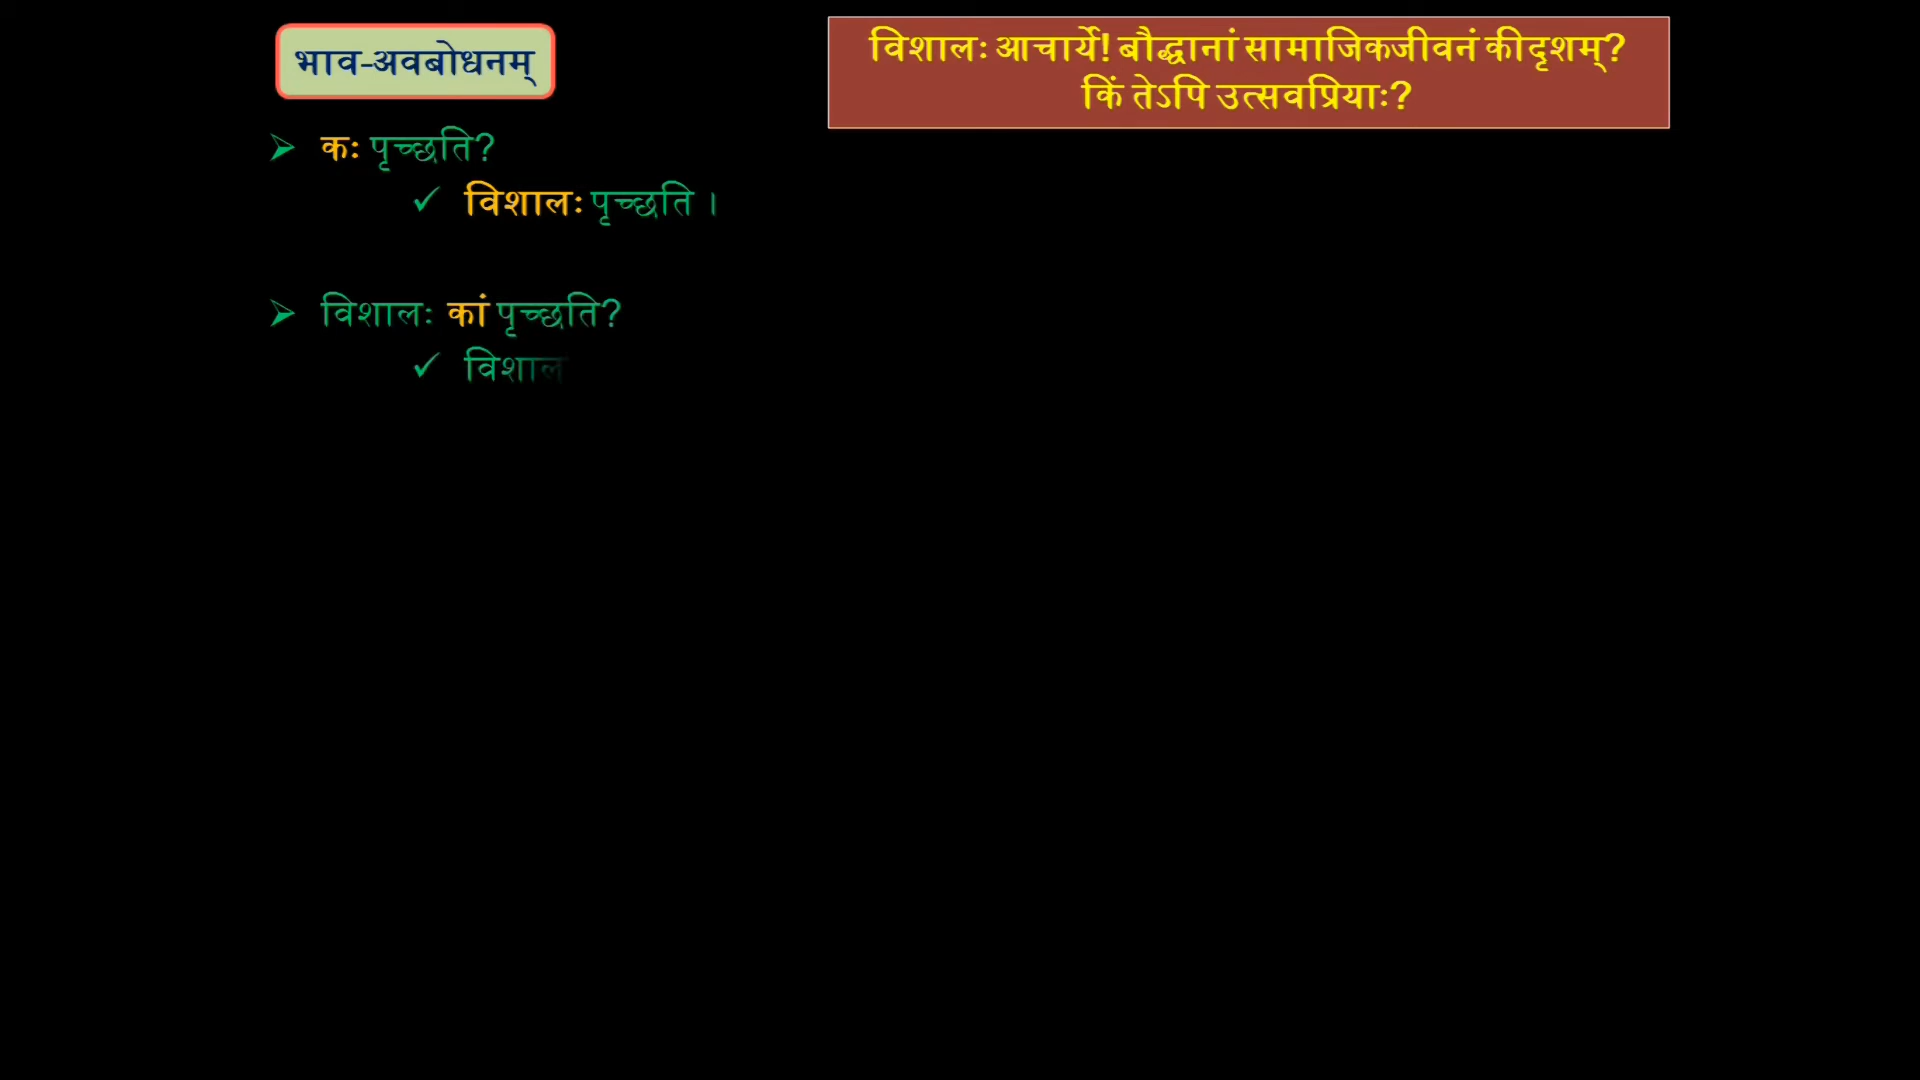 भाव-अवबोधनम्
विशालः आचार्ये! बौद्धानां सामाजिकजीवनं कीदृशम्?
किं तेऽपि उत्सवप्रियाः?
➢ कः पृच्छति?
✓ विशालः पृच्छति ।
➢ विशालः कां पृच्छति?
✓ विशाल